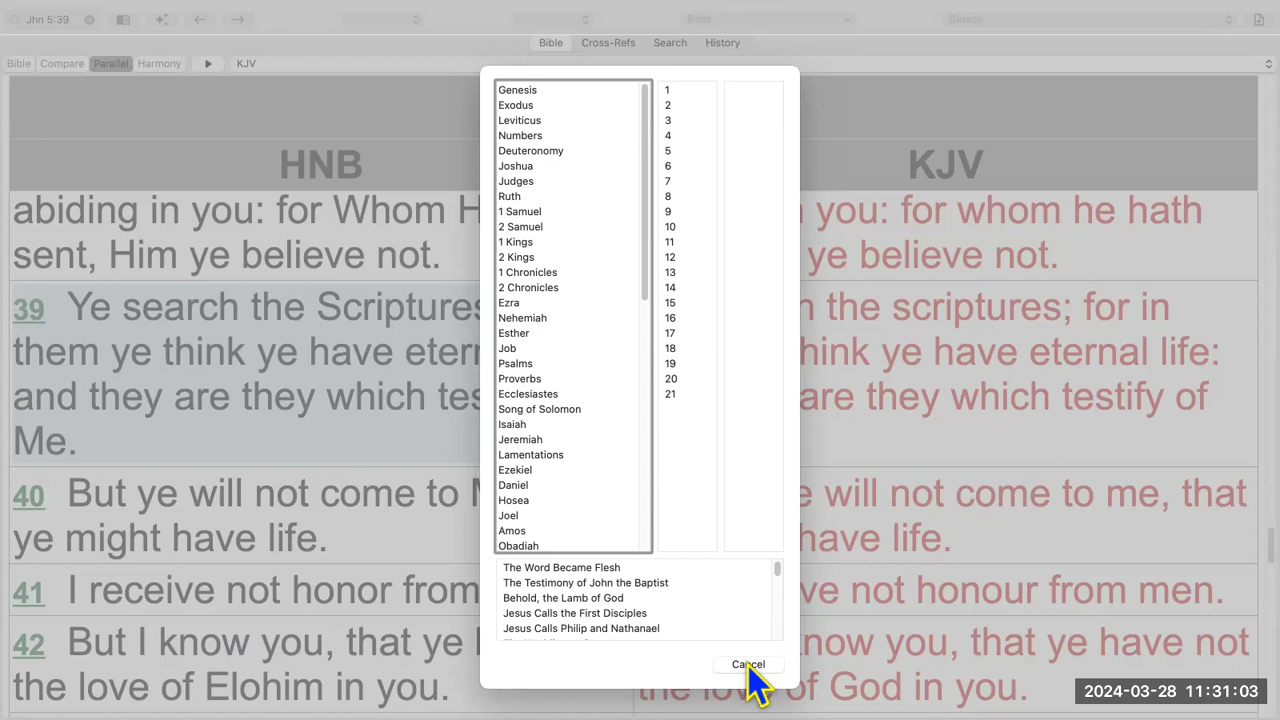 Jhn 5:39
Bible
Gideon
Bible Cross-Refs Search History
Bible Compare Parallel Harmony KJV
HNB
KJV
abiding in you: for Whom H
sent, Him ye believe not.
39 Ye search the Scriptures
them ye think ye have eter
and they are they which tes
Me.
40 But ye will not come to
ye might have life.
41 I receive not honor from
42 But I know you, that ye
the love of Elohim in you.
you: for whom he hath
ye believe not.
the scriptures; for in
think ye have eternal life:
are they which testify of
will not come to me, that
have life.
ve not honour from men.
know you, that ye have not
the love of God in you.
Genesis
Exodus
Leviticus
Numbers
Deuteronomy
Joshua
Judges
Ruth
1 Samuel
2 Samuel
1 Kings
2 Kings
1 Chronicles
2 Chronicles
Ezra
Nehemiah
Esther
Job
Psalms
Proverbs
Ecclesiastes
Song of Solomon
Isaiah
Jeremiah
Lamentations
Ezekiel
Daniel
Hosea
Joel
Amos
Obadiah
1
2
3
4
5
6
7
8
9
10
11
12
13
14
15
16
17
18
19
20
21
The Word Became Flesh
The Testimony of John the Baptist
Behold, the Lamb of God
Jesus Calls the First Disciples
Jesus Calls Philip and Nathanael
Cancel
2024-03-28 11:31:03